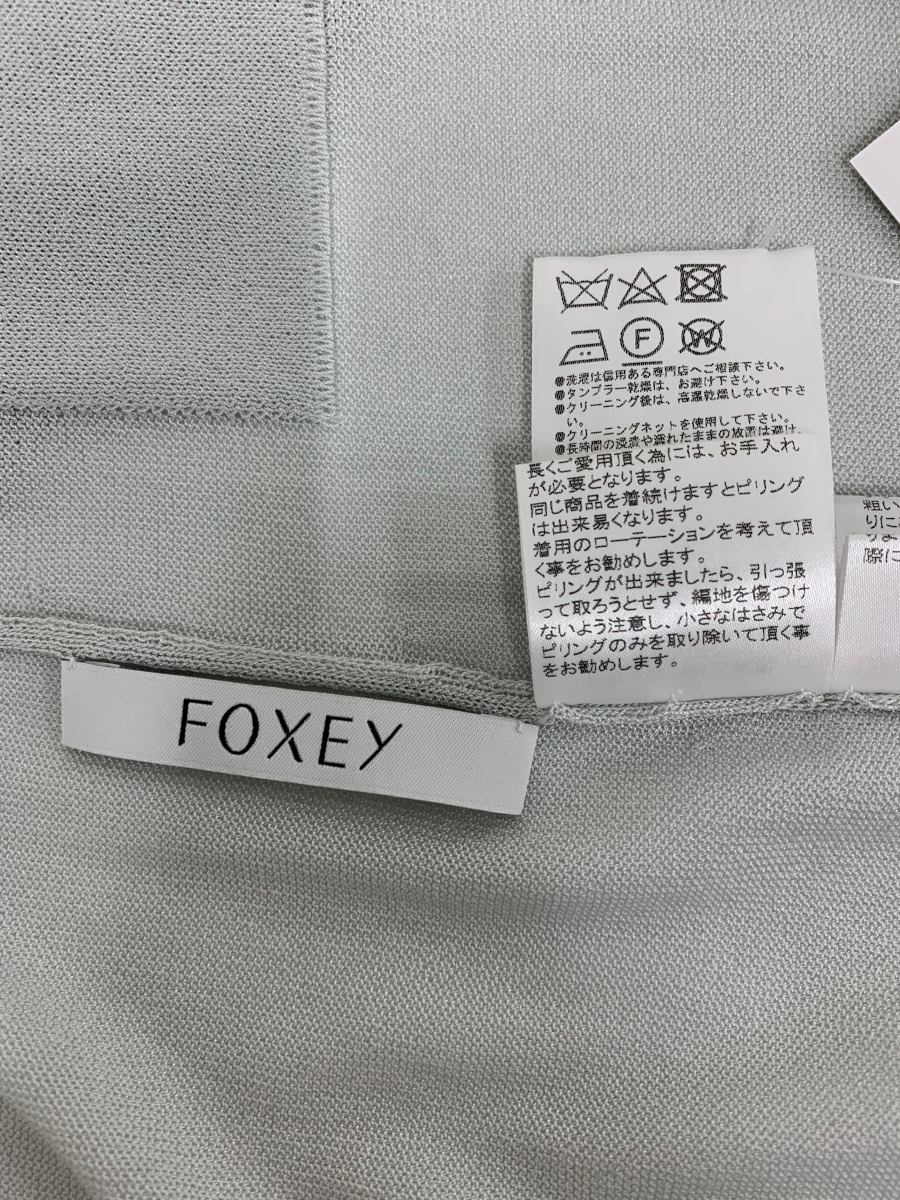 F
W
●洗濯は信用ある専門店へご相談下さい。
●タンブラー乾燥は、お避け下さい。
●クリーニング後は、高温乾燥しないで下さ
い。
●クリーニングネットを使用して下さい。
●長時間の浸漬や濡れたままの放置は避け、
長くご愛用頂く為には、お手入れ
が必要となります。
同じ商品を着続けますとピリング
は出来易くなります。
着用のローテーションを考えて頂
く事をお勧めします。
ピリングが出来ましたら、引っ張
って取ろうとせず、編地を傷つけ
ないよう注意し、小さなはさみで
ピリングのみを取り除いて頂く事
をお勧めします。
粗い
りに
際に
FOXEY